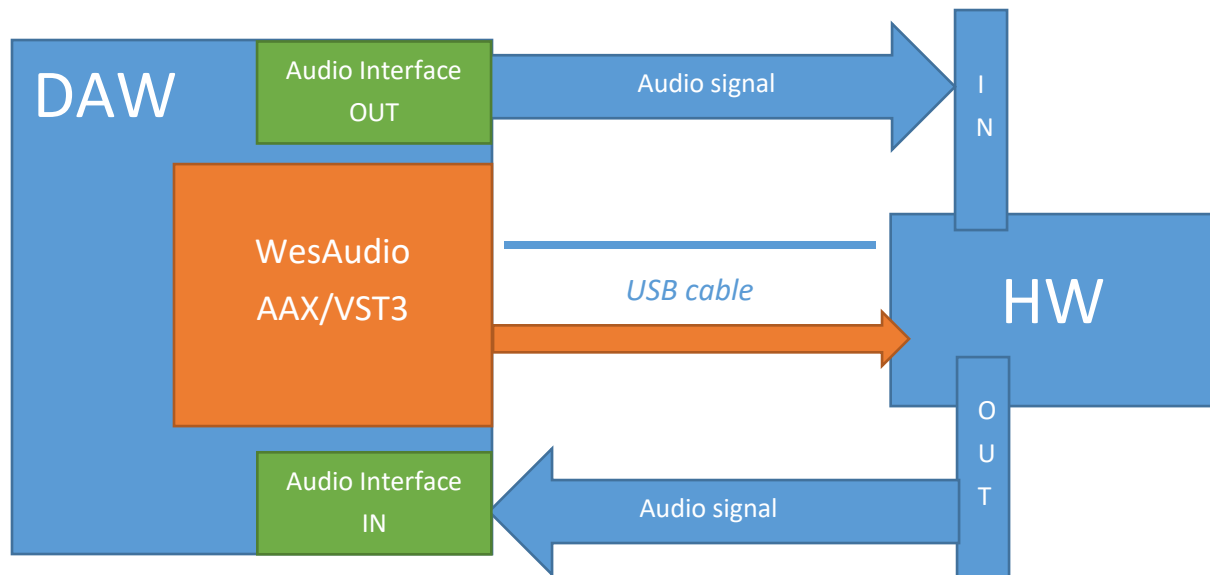 DAW
Audio Interface
OUT
Audio signal
I
N
WesAudio
AAX/VST3
USB cable
HW
Audio Interface
IN
Audio signal
O
U
T